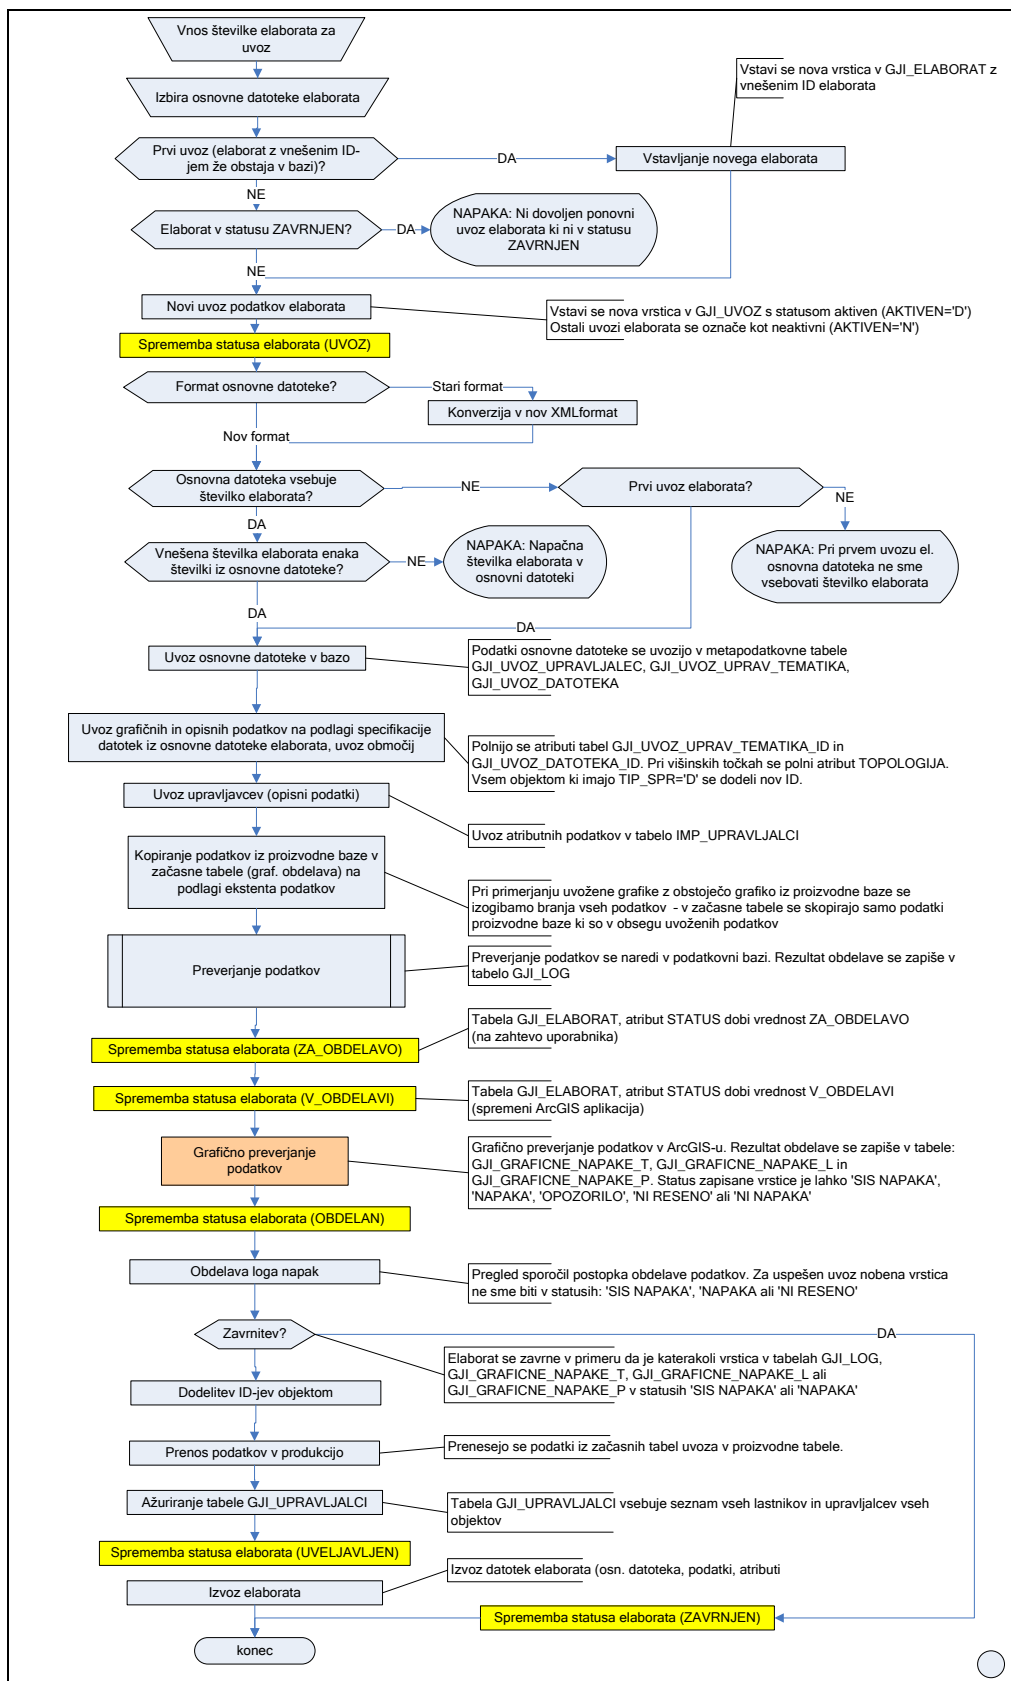 Vnos številke elaborata za
uvoz
Vstavi se nova vrstica v GJI_ELABORAT z
vnešenim ID elaborata
Izbira osnovne datoteke elaborata
Prvi uvoz (elaborat z vnešenim ID-
jem že obstaja v bazi)?
DA
Vstavljanje novega elaborata
NE
Elaborat v statusu ZAVRNJEN?
DA
NAPAKA: Ni dovoljen ponovni
uvoz elaborata ki ni v statusu
ZAVRNJEN
NE
Novi uvoz podatkov elaborata
Vstavi se nova vrstica v GJI_UVOZ s statusom aktiven (AKTIVEN='D')
Ostali uvozi elaborata se označe kot neaktivni (AKTIVEN='N')
Sprememba statusa elaborata (UVOZ)
Format osnovne datoteke?
Stari format
Konverzija v nov XMLformat
Nov format
Osnovna datoteka vsebuje
številko elaborata?
NE
Prvi uvoz elaborata?
NE
DA
Vnešena številka elaborata enaka
številki iz osnovne datoteke?
NE
NAPAKA: Napačna
številka elaborata v
osnovni datoteki
NAPAKA: Pri prvem uvozu el.
osnovna datoteka ne sme
vsebovati številko elaborata
DA
DA
Uvoz osnovne datoteke v bazo
Podatki osnovne datoteke se uvozijo v metapodatkovne tabele
GJI_UVOZ_UPRAVLJALEC, GJI_UVOZ_UPRAV_TEMATIKA,
GJI_UVOZ_DATOTEKA
Uvoz grafičnih in opisnih podatkov na podlagi specifikacije
datotek iz osnovne datoteke elaborata, uvoz območij
Polnijo se atributi tabel GJI_UVOZ_UPRAV_TEMATIKA_ID in
GJI_UVOZ_DATOTEKA_ID. Pri višinskih točkah se polni atribut TOPOLOGIJA.
Vsem objektom ki imajo TIP_SPR='D' se dodeli nov ID.
Uvoz upravljavcev (opisni podatki)
Uvoz atributnih podatkov v tabelo IMP_UPRAVLJALCI
Kopiranje podatkov iz proizvodne baze v
začasne tabele (graf. obdelava) na
podlagi ekstenta podatkov
Pri primerjanju uvožene grafike z obstoječo grafiko iz proizvodne baze se
izogibamo branja vseh podatkov - v začasne tabele se skopirajo samo podatki
proizvodne baze ki so v obsegu uvoženih podatkov
Preverjanje podatkov
Preverjanje podatkov se naredi v podatkovni bazi. Rezultat obdelave se zapiše v
tabelo GJI_LOG
Sprememba statusa elaborata (ZA_OBDELAVO)
Tabela GJI_ELABORAT, atribut STATUS dobi vrednost ZA_OBDELAVO
(na zahtevo uporabnika)
Sprememba statusa elaborata (V_OBDELAVI)
Tabela GJI_ELABORAT, atribut STATUS dobi vrednost V_OBDELAVI
(spremeni ArcGIS aplikacija)
Grafično preverjanje
podatkov
Grafično preverjanje podatkov v ArcGIS-u. Rezultat obdelave se zapiše v tabele:
GJI_GRAFICNE_NAPAKE_T, GJI_GRAFICNE_NAPAKE_L in
GJI_GRAFICNE_NAPAKE_P. Status zapisane vrstice je lahko 'SIS NAPAKA',
'NAPAKA', 'OPOZORILO', 'NI RESENO' ali 'NI NAPAKA'
Sprememba statusa elaborata (OBDELAN)
Obdelava loga napak
Pregled sporočil postopka obdelave podatkov. Za uspešen uvoz nobena vrstica
ne sme biti v statusih: 'SIS NAPAKA', 'NAPAKA ali 'NI RESENO'
Zavrnitev?
DA
Elaborat se zavrne v primeru da je katerakoli vrstica v tabelah GJI_LOG,
GJI_GRAFICNE_NAPAKE_T, GJI_GRAFICNE_NAPAKE_L ali
GJI_GRAFICNE_NAPAKE_P v statusih 'SIS NAPAKA' ali 'NAPAKA'
Dodelitev ID-jev objektom
Prenos podatkov v produkcijo
Prenesejo se podatki iz začasnih tabel uvoza v proizvodne tabele.
Ažuriranje tabele GJI_UPRAVLJALCI
Tabela GJI_UPRAVLJALCI vsebuje seznam vseh lastnikov in upravljalcev vseh
objektov
Sprememba statusa elaborata (UVELJAVLJEN)
Izvoz datotek elaborata (osn. datoteka, podatki, atributi
Izvoz elaborata
Sprememba statusa elaborata (ZAVRNJEN)
konec